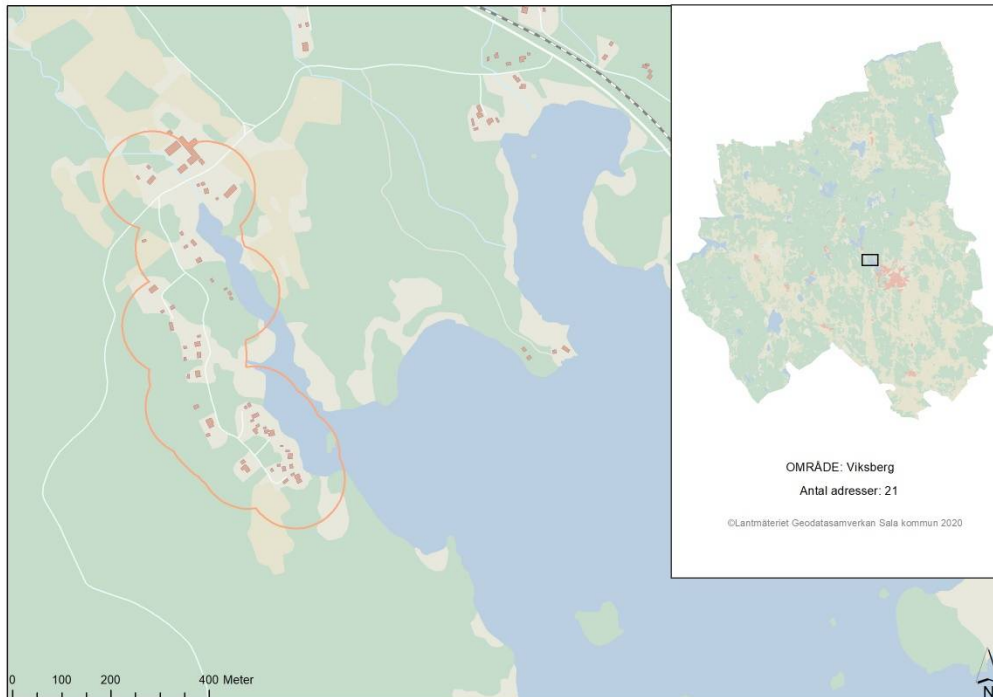 OMRÅDE: Viksberg
Antal adresser: 21
©Lantmäteriet Geodatasamverkan Sala kommun 2020
0 100 200 400 Meter
N